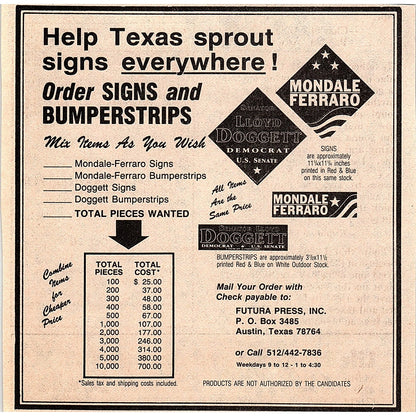 Help Texas sprout
signs everywhere!
Order SIGNS and
BUMPERSTRIPS
Mix Items As You Wish
Mondale-Ferraro Signs
Mondale-Ferraro Bumperstrips
Doggett Signs
Doggett Bumperstrips
TOTAL PIECES WANTED
SENATOR
LLOYD
DOGGETT
DEMOCRAT
U.S. SENATE
MONDALE
FERRARO
SIGNS
are approximately
printed in Red & Blue
on this same stock.
All Items
Are the
Same Price
MONDALE
FERRARO
SENATOR LLOYD
DOGGETT
DEMOCRAT U.S. SENATE
BUMPERSTRIPS are approximately
printed Red & Blue on White Outdoor Stock.
Combine
Items
for
Cheaper
Price
TOTAL PIECES TOTAL COST*
100 $ 25.00
200 37.00
300 48.00
400 58.00
500 67.00
1,000 107.00
2,000 177.00
3,000 246.00
4,000 314.00
5,000 380.00
10,000 700.00
*Sales tax and shipping costs included.
Mail Your Order with
Check payable to:
FUTURA PRESS, INC.
P. O. Box 3485
Austin, Texas 78764
or Call 512/442-7836
Weekdays 9 to 12 - 1 to 4:30
PRODUCTS ARE NOT AUTHORIZED BY THE CANDIDATES